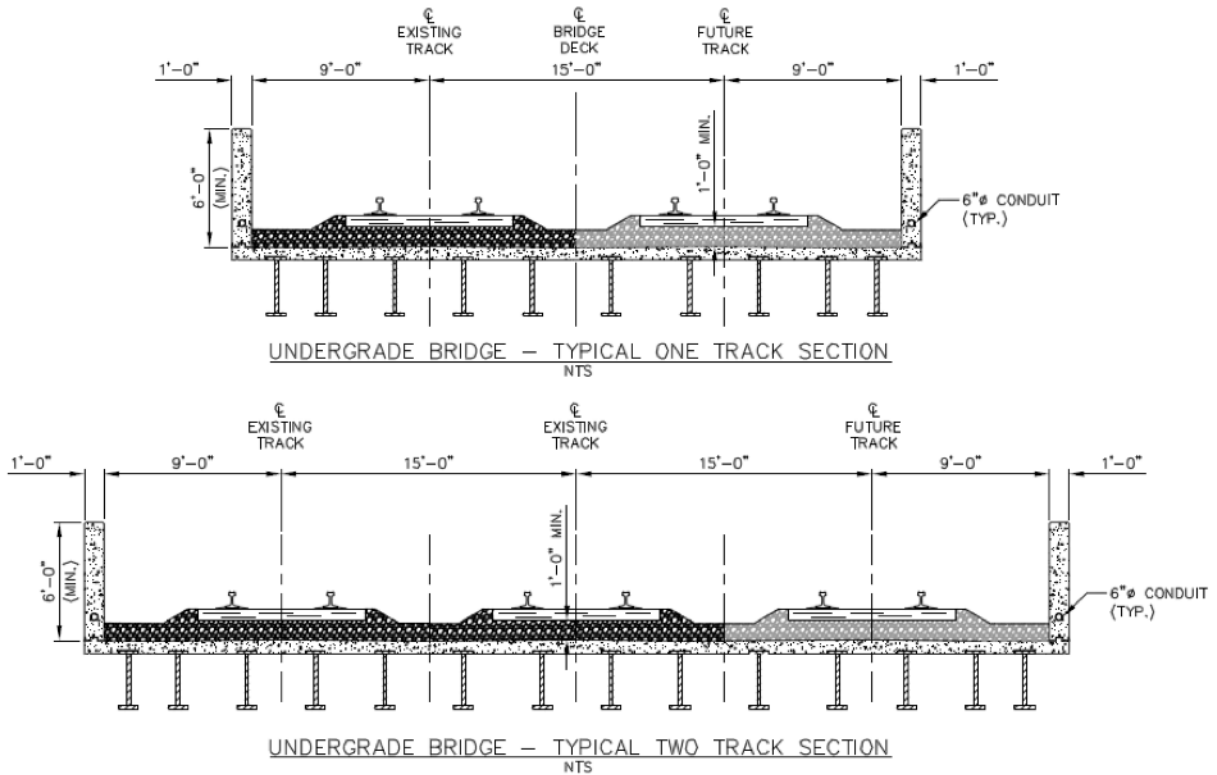 ℄
EXISTING
TRACK
℄
BRIDGE
DECK
℄
FUTURE
TRACK
1'-0"
9'-0"
15'-0"
9'-0"
1'-0"
6'-0"
(MIN.)
1'-0" MIN.
6"ø CONDUIT
(TYP.)
UNDERGRADE BRIDGE – TYPICAL ONE TRACK SECTION
NTS
℄
EXISTING
TRACK
℄
EXISTING
TRACK
℄
FUTURE
TRACK
1'-0"
9'-0"
15'-0"
15'-0"
9'-0"
1'-0"
6'-0"
(MIN.)
1'-0" MIN.
6"ø CONDUIT
(TYP.)
UNDERGRADE BRIDGE – TYPICAL TWO TRACK SECTION
NTS